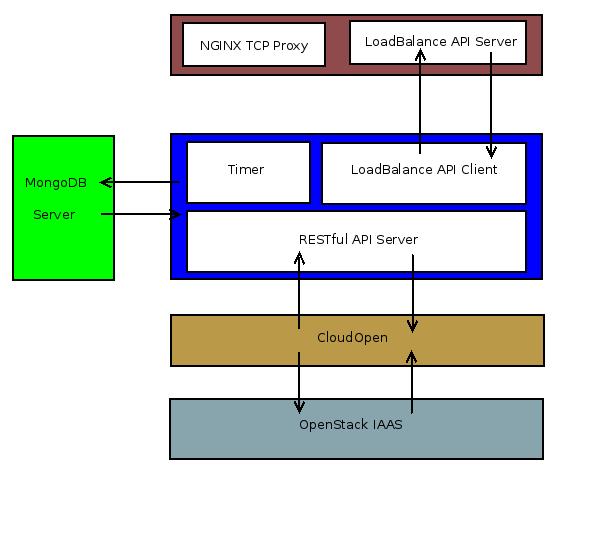 NGINX TCP Proxy
LoadBalance API Server
Timer
LoadBalance API Client
MongoDB
Server
RESTful API Server
CloudOpen
OpenStack IAAS